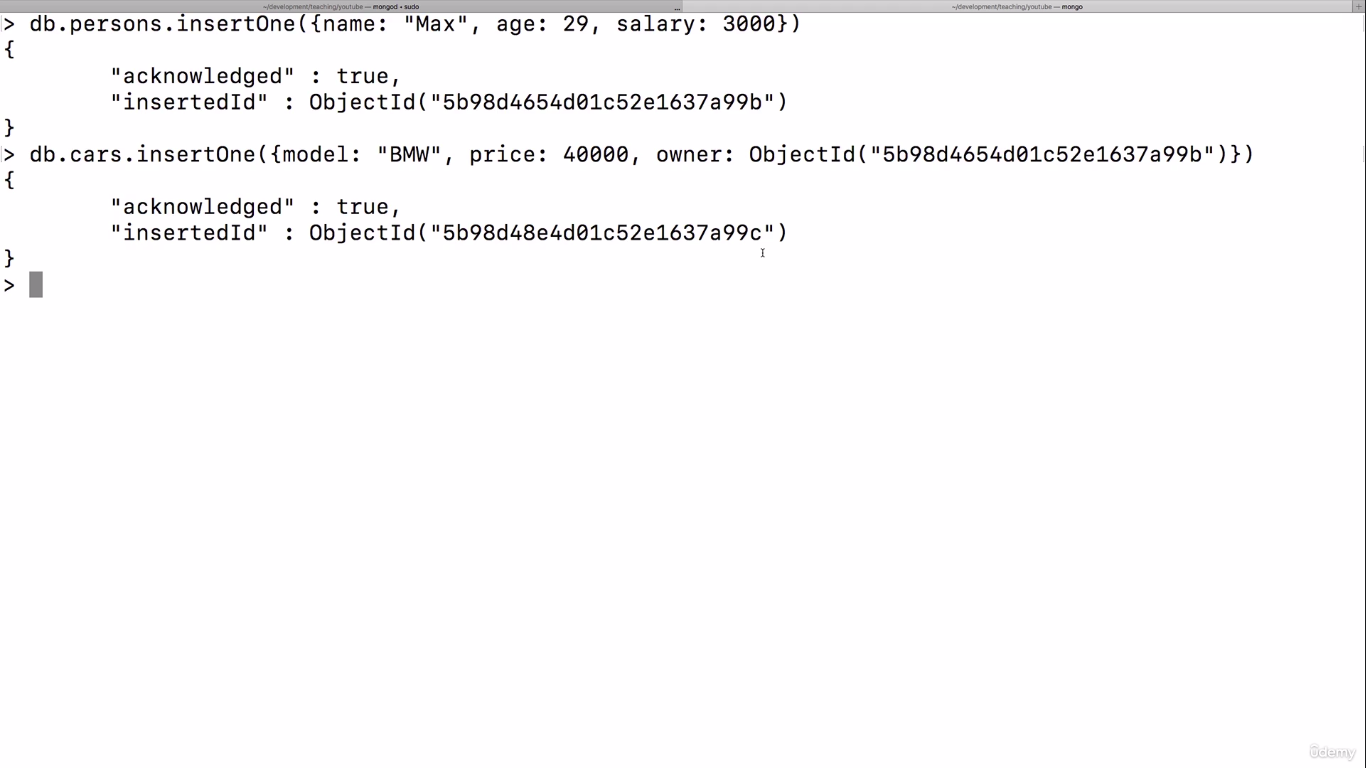 ~/development/teaching/youtube — mongod • sudo
... ~/development/teaching/youtube — mongo +
> db.persons.insertOne({name: "Max", age: 29, salary: 3000})
{
"acknowledged" : true,
"insertedId" : ObjectId("5b98d4654d01c52e1637a99b")
}
> db.cars.insertOne({model: "BMW", price: 40000, owner: ObjectId("5b98d4654d01c52e1637a99b")})
{
"acknowledged" : true,
"insertedId" : ObjectId("5b98d48e4d01c52e1637a99c")
}
>
ûdemy